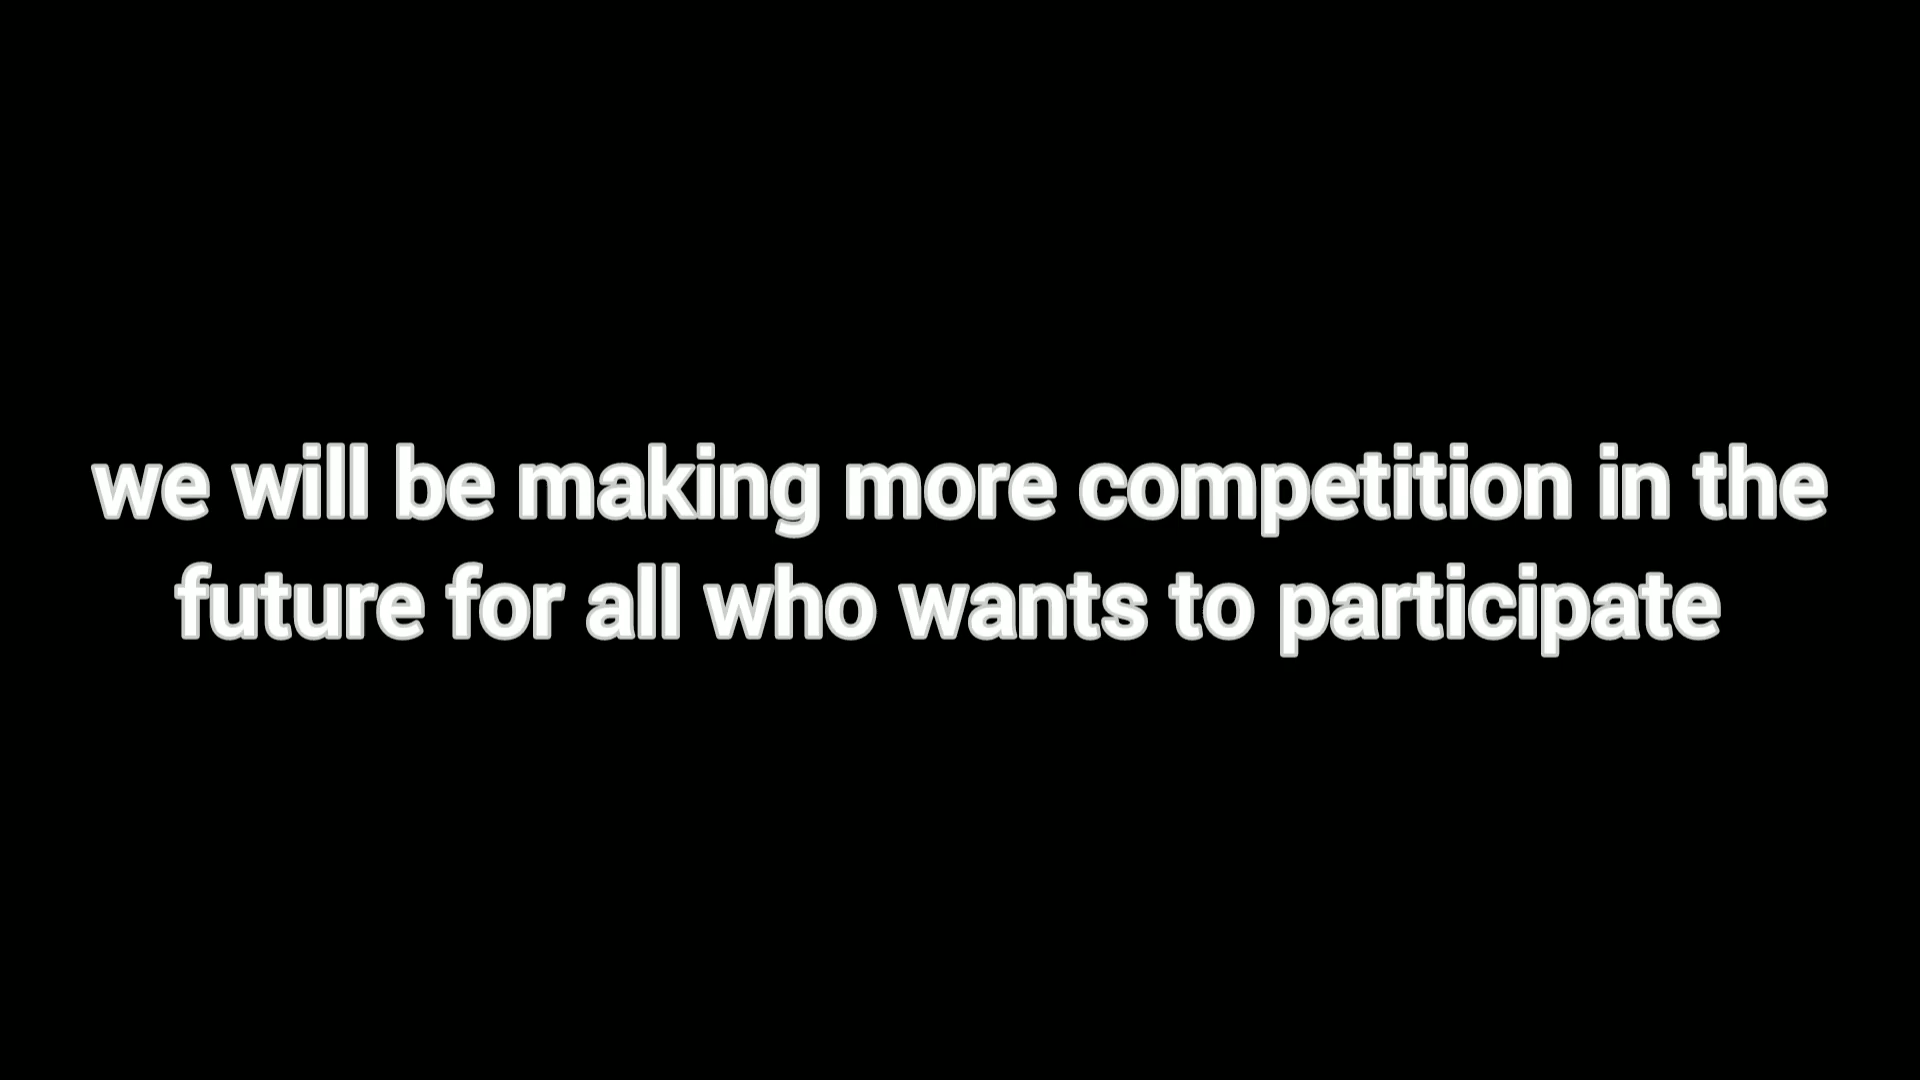 we will be making more competition in the
future for all who wants to participate